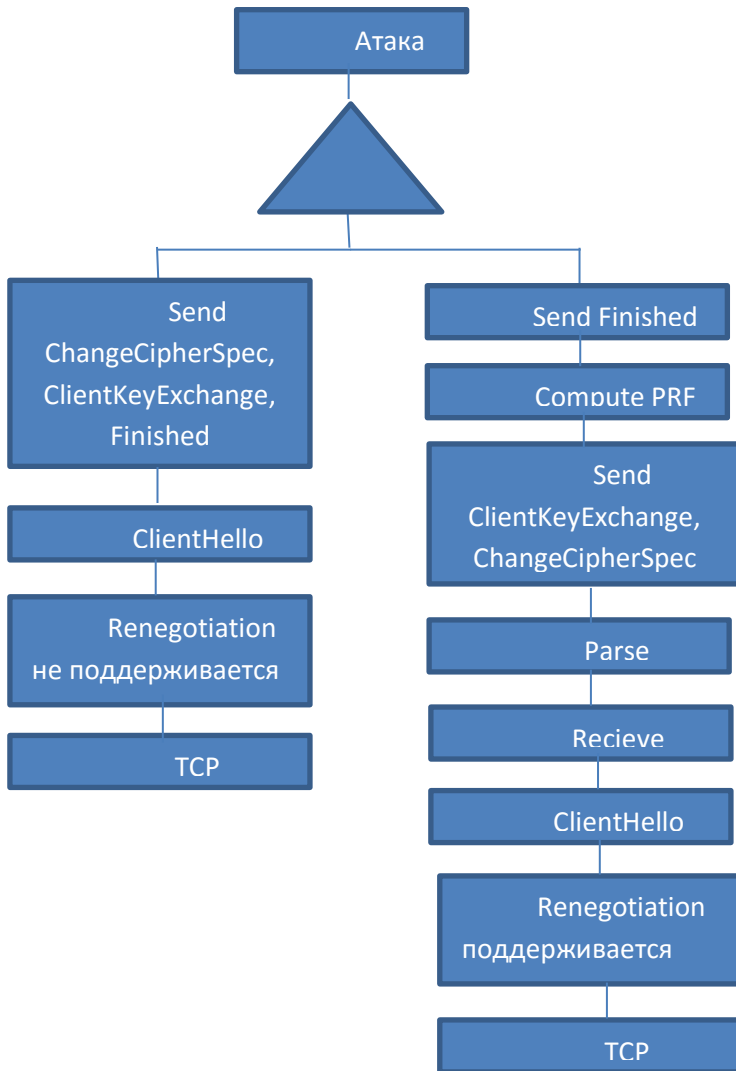 Атака
Send
ChangeCipherSpec,
ClientKeyExchange,
Finished
ClientHello
Renegotiation
не поддерживается
TCP
Send Finished
Compute PRF
Send
ClientKeyExchange,
ChangeCipherSpec
Parse
Recieve
ClientHello
Renegotiation
поддерживается
TCP